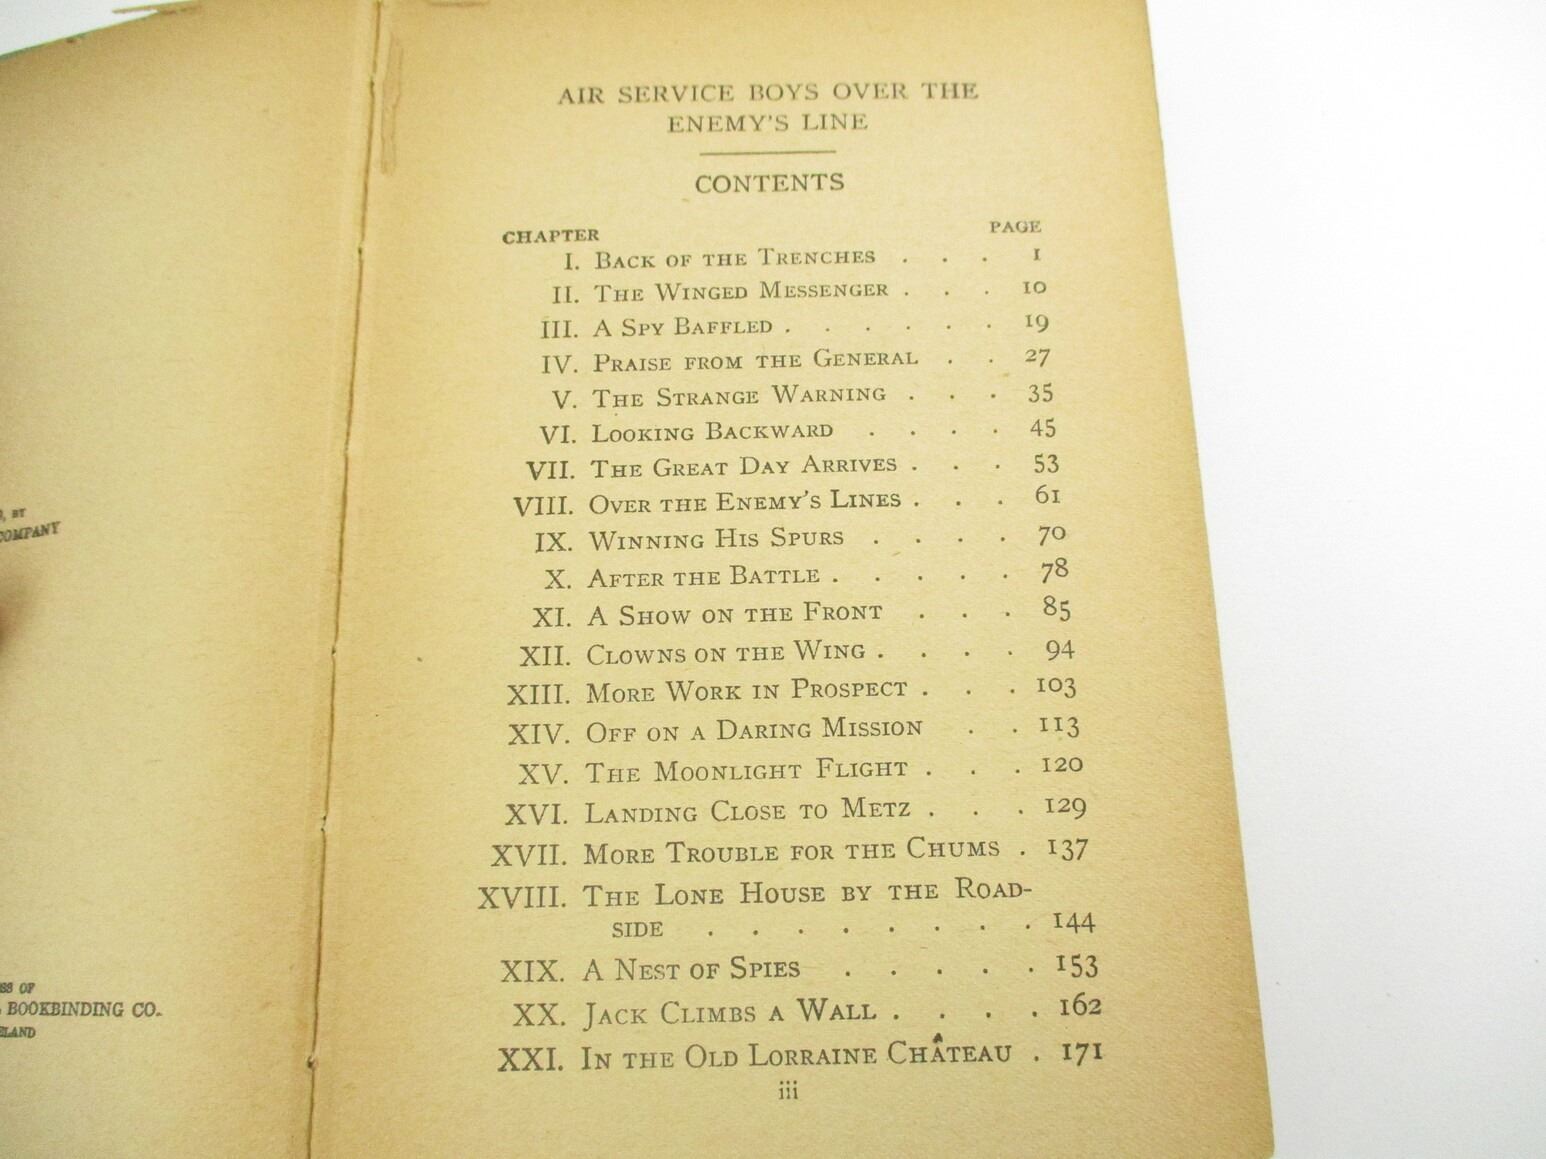 , BY
COMPANY
SS OF
BOOKBINDING CO.
ELAND
AIR SERVICE BOYS OVER THE
ENEMY'S LINE
CONTENTS
CHAPTER PAGE
I. BACK OF THE TRENCHES . . . 1
II. THE WINGED MESSENGER . . . 10
III. A SPY BAFFLED . . . . . . 19
IV. PRAISE FROM THE GENERAL . . 27
V. THE STRANGE WARNING . . . 35
VI. LOOKING BACKWARD . . . . 45
VII. THE GREAT DAY ARRIVES . . . 53
VIII. OVER THE ENEMY'S LINES . . . 61
IX. WINNING HIS SPURS . . . . 70
X. AFTER THE BATTLE . . . . . 78
XI. A SHOW ON THE FRONT . . . 85
XII. CLOWNS ON THE WING . . . . 94
XIII. MORE WORK IN PROSPECT . . . 103
XIV. OFF ON A DARING MISSION . . 113
XV. THE MOONLIGHT FLIGHT . . . 120
XVI. LANDING CLOSE TO METZ . . . 129
XVII. MORE TROUBLE FOR THE CHUMS . 137
XVIII. THE LONE HOUSE BY THE ROAD-
SIDE . . . . . . . . 144
XIX. A NEST OF SPIES . . . . . 153
XX. JACK CLIMBS A WALL . . . . 162
XXI. IN THE OLD LORRAINE CHÂTEAU . 171
iii